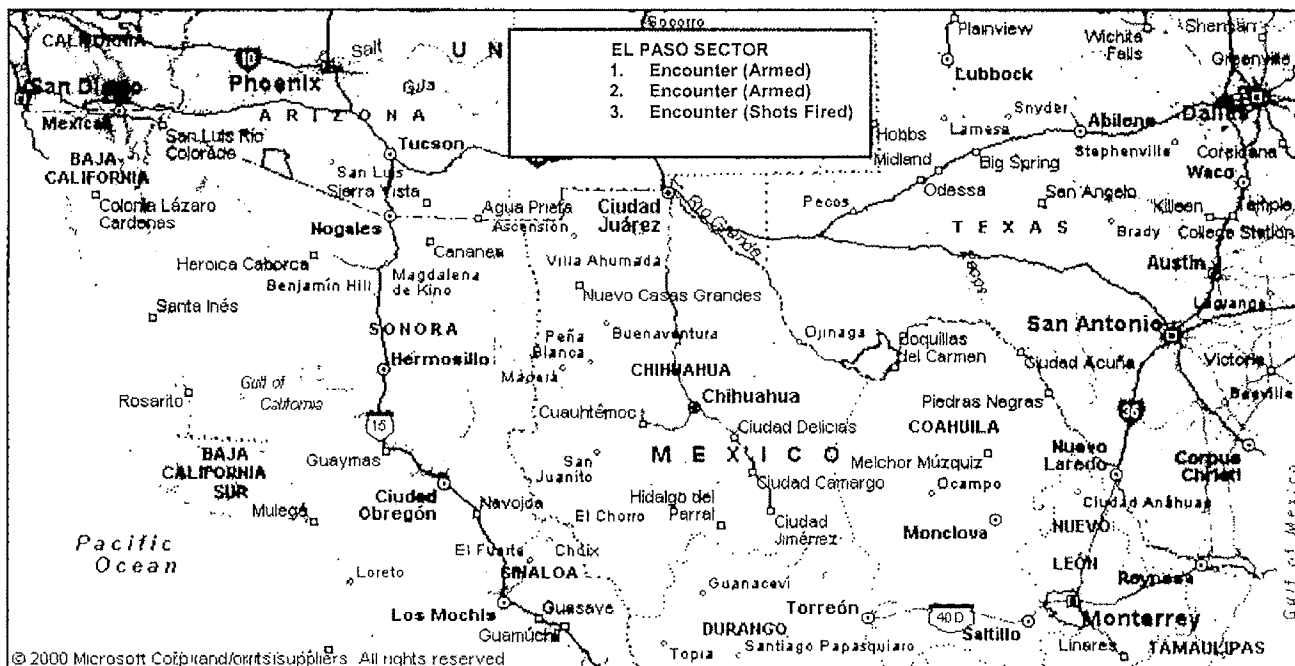 Socorro
Plainview
Wichita
Falls
Sherman
CALIFORNIA
10
Salt
U N
EL PASO SECTOR
1. Encounter (Armed)
2. Encounter (Armed)
3. Encounter (Shots Fired)
Greenville
San Diego
Phoenix
Gila
Lubbock
Mexicali
ARIZONA
Snyder
Lamesa
Abilene
Dallas
San Luis Río
Colorado
Tucson
Hobbs
Midland
Big Spring
Stephenville
Corsicana
BAJA
CALIFORNIA
San Luis
Sierra Vista
Odessa
Waco
Colonia Lázaro
Cardenas
Agua Prieta
Ascensión
Ciudad
Juárez
Rio Grande
Pecos
San Angelo
Killeen
Temple
Nogales
TEXAS
Brady
College Station
Cananea
Heroica Caborca
Villa Ahumada
Austin
Benjamín Hill
Magdalena
de Kino
Nuevo Casas Grandes
Pecos
Lagrange
Santa Inés
SONORA
Buenaventura
San Antonio
Peña
Blanca
Ojinaga
Boquillas
del Carmen
Hermosillo
Madera
CHIHUAHUA
Ciudad Acuña
Victoria
Gulf of
California
Rosarito
Chihuahua
Piedras Negras
Beeville
Cuauhtémoc
15
35
Ciudad Delicias
COAHUILA
BAJA
CALIFORNIA
SUR
Guaymas
MEXICO
San
Juanito
Melchor Múzquiz
Nuevo
Laredo
Corpus
Christi
Ciudad Camargo
Ciudad
Obregón
Navojoa
Ocampo
Ciudad Anáhuac
Mulegé
Hidalgo del
Parral
El Chorro
Ciudad
Jiménez
Monclova
NUEVO
LEÓN
Gulf of Mexico
Pacific
Ocean
El Fuerte
Choix
SINALOA
Loreto
Guanacevi
Reynosa
Los Mochis
Guasave
Guamúchil
Torreón
40D
Saltillo
Monterrey
DURANGO
Topia
Santiago Papasquiaro
Linares
TAMAULIPAS
© 2000 Microsoft Corp and/or its suppliers All rights reserved